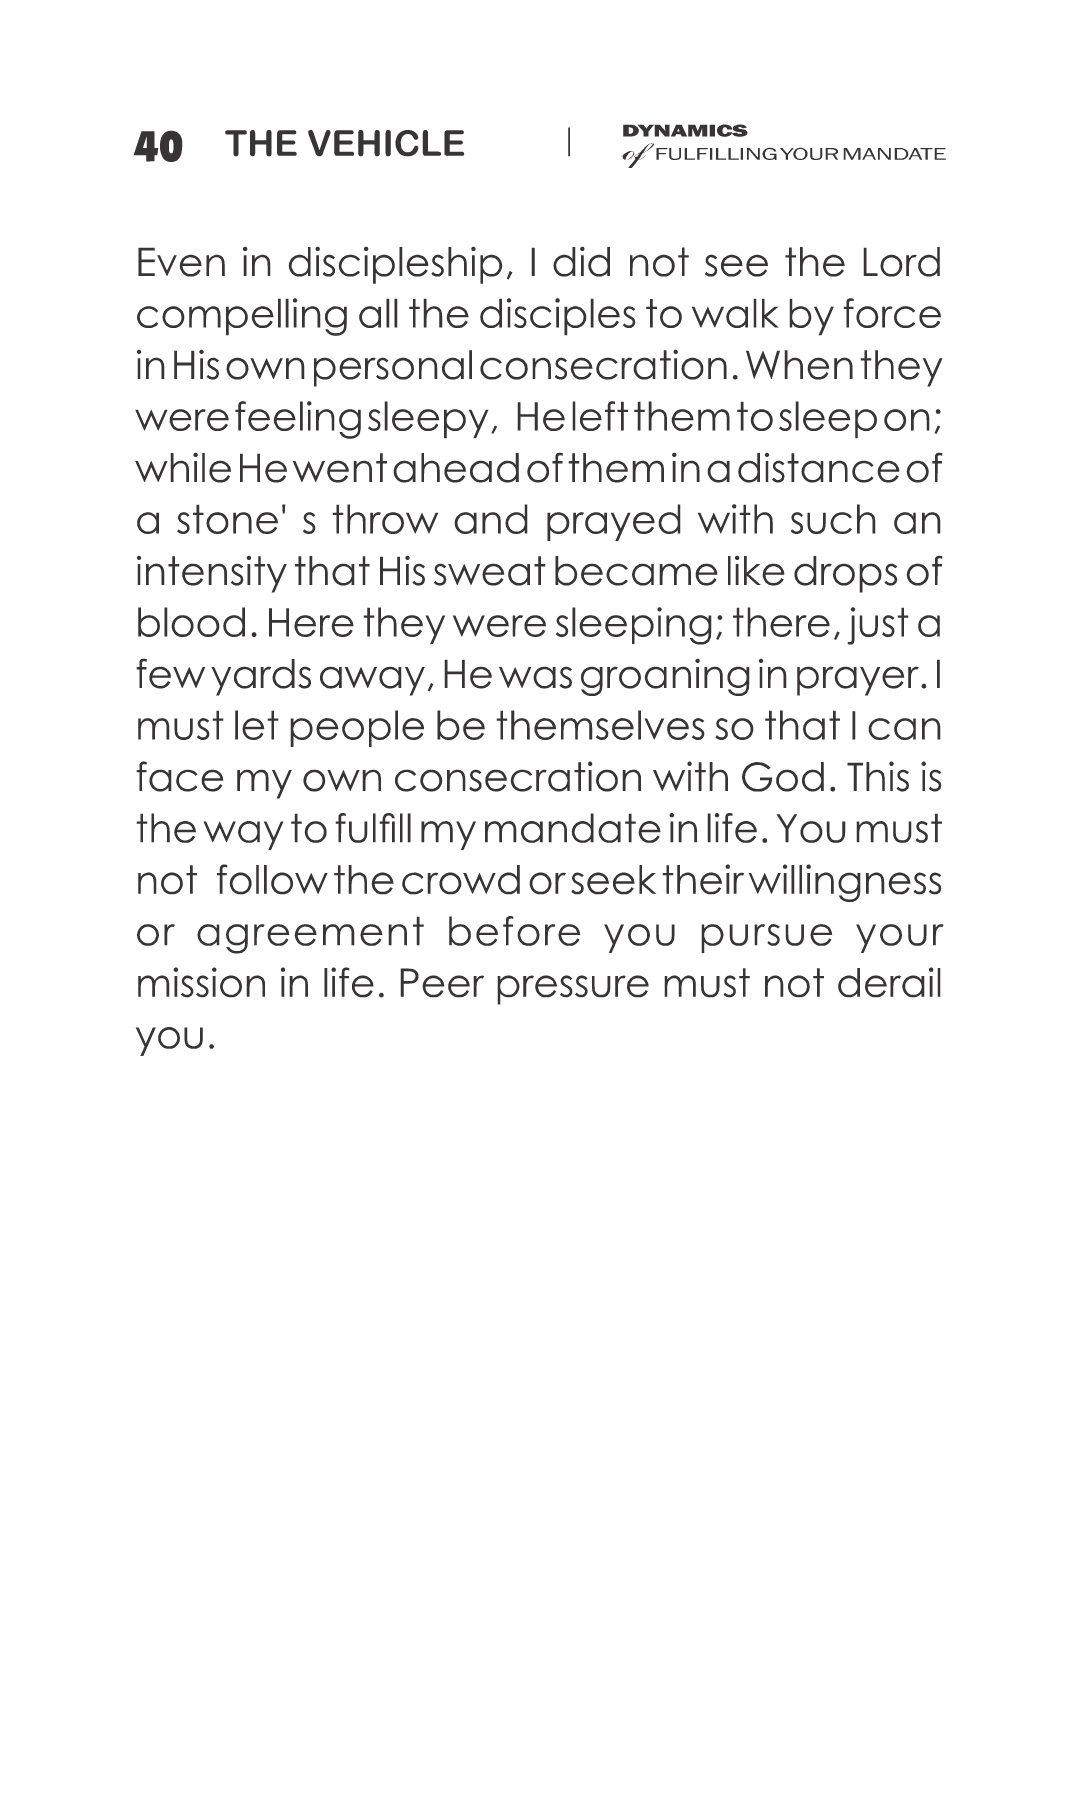 40 THE VEHICLE | DYNAMICS
of FULFILLING YOUR MANDATE
Even in discipleship, I did not see the Lord
compelling all the disciples to walk by force
in His own personal consecration. When they
were feeling sleepy, He left them to sleep on;
while He went ahead of them in a distance of
a stone' s throw and prayed with such an
intensity that His sweat became like drops of
blood. Here they were sleeping; there, just a
few yards away, He was groaning in prayer. I
must let people be themselves so that I can
face my own consecration with God. This is
the way to fulfill my mandate in life. You must
not follow the crowd or seek their willingness
or agreement before you pursue your
mission in life. Peer pressure must not derail
you.